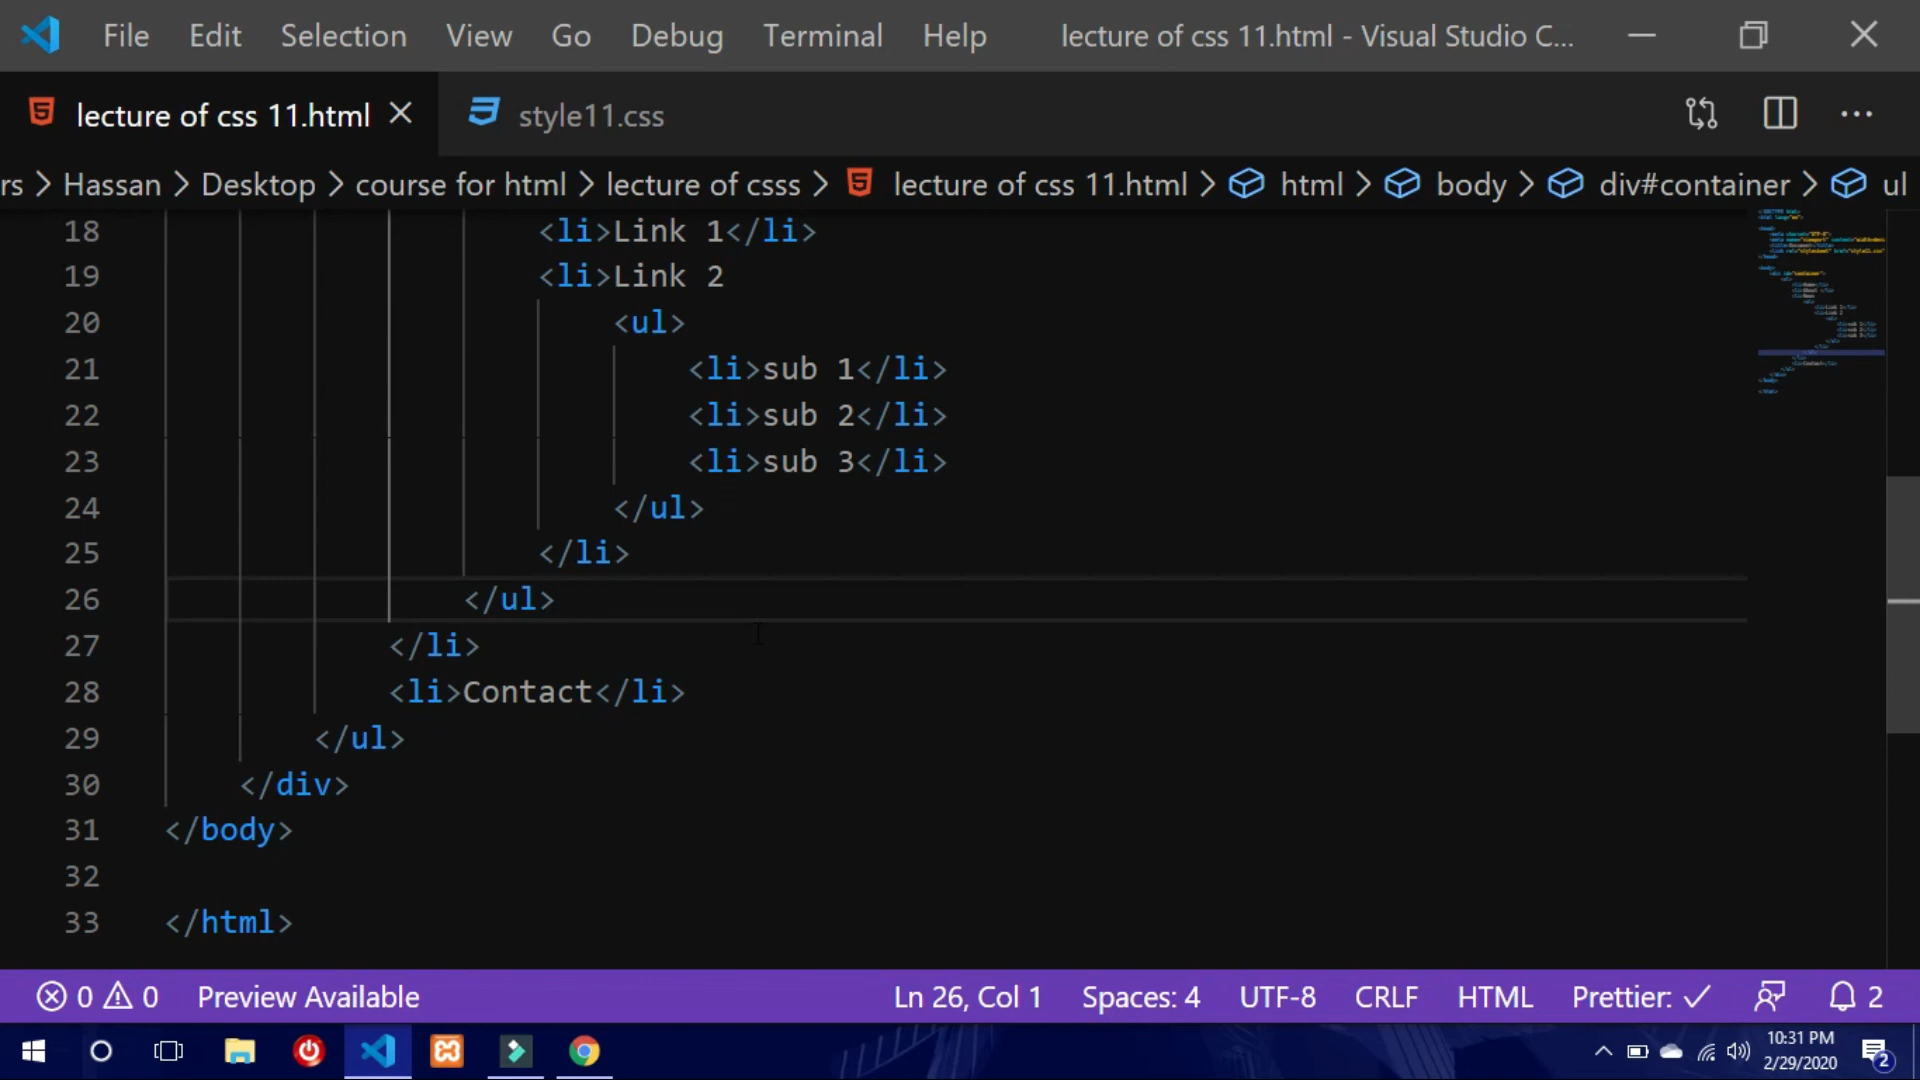 File Edit Selection View Go Debug Terminal Help lecture of css 11.html - Visual Studio C...
lecture of css 11.html style11.css
rs > Hassan > Desktop > course for html > lecture of csss > lecture of css 11.html > html > body > div#container > ul
18 <li>Link 1</li>
19 <li>Link 2
20 <ul>
21 <li>sub 1</li>
22 <li>sub 2</li>
23 <li>sub 3</li>
24 </ul>
25 </li>
26 </ul>
27 </li>
28 <li>Contact</li>
29 </ul>
30 </div>
31 </body>
32
33 </html>
0 0 Preview Available Ln 26, Col 1 Spaces: 4 UTF-8 CRLF HTML Prettier: ✓ 2
10:31 PM
2/29/2020 2